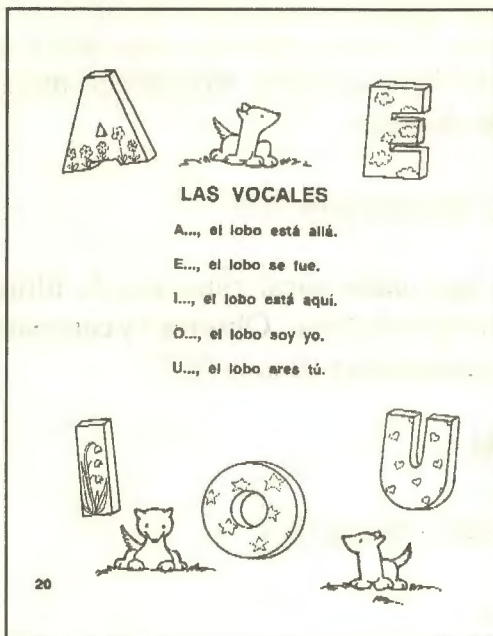 A E
LAS VOCALES
A..., el lobo está allá.
E..., el lobo se fue.
I..., el lobo está aquí.
O..., el lobo soy yo.
U..., el lobo eres tú.
I O U
20